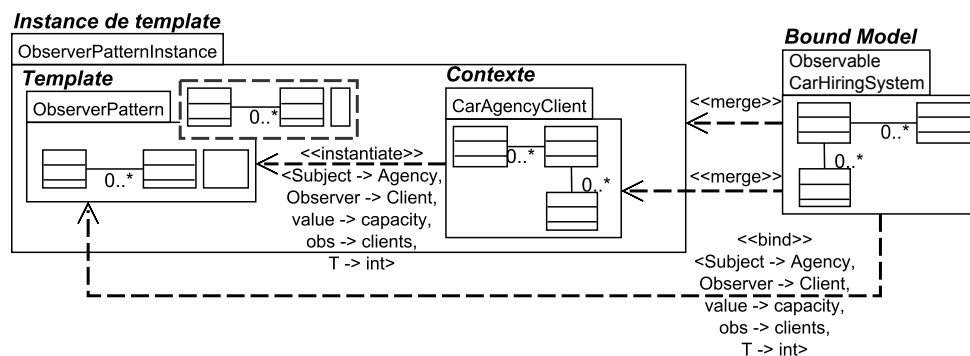 Instance de template
ObserverPatternInstance
Template
ObserverPattern
0..*
0..*
Contexte
CarAgencyClient
0..*
0..*
<<instantiate>>
<Subject -> Agency,
Observer -> Client,
value -> capacity,
obs -> clients,
T -> int>
Bound Model
Observable
CarHiringSystem
0..*
0..*
<<merge>>
<<merge>>
<<bind>>
<Subject -> Agency,
Observer -> Client,
value -> capacity,
obs -> clients,
T -> int>